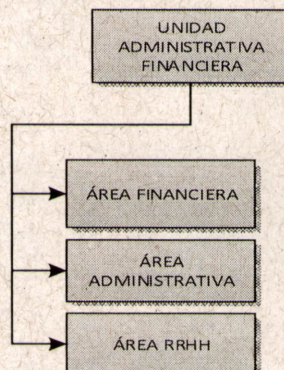 UNIDAD
ADMINISTRATIVA
FINANCIERA
ÁREA FINANCIERA
ÁREA
ADMINISTRATIVA
ÁREA RRHH